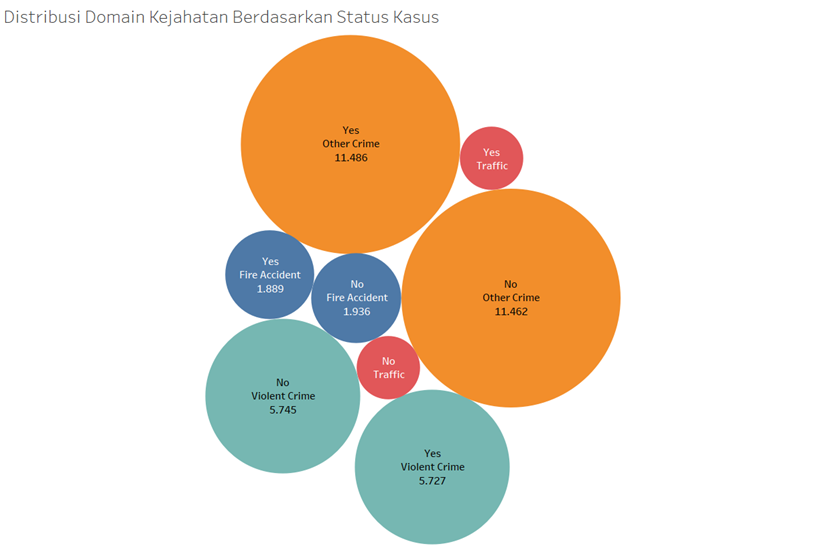 Distribusi Domain Kejahatan Berdasarkan Status Kasus
Yes
Other Crime
11.486
Yes
Traffic
Yes
Fire Accident
1.889
No
Fire Accident
1.936
No
Other Crime
11.462
No
Traffic
No
Violent Crime
5.745
Yes
Violent Crime
5.727